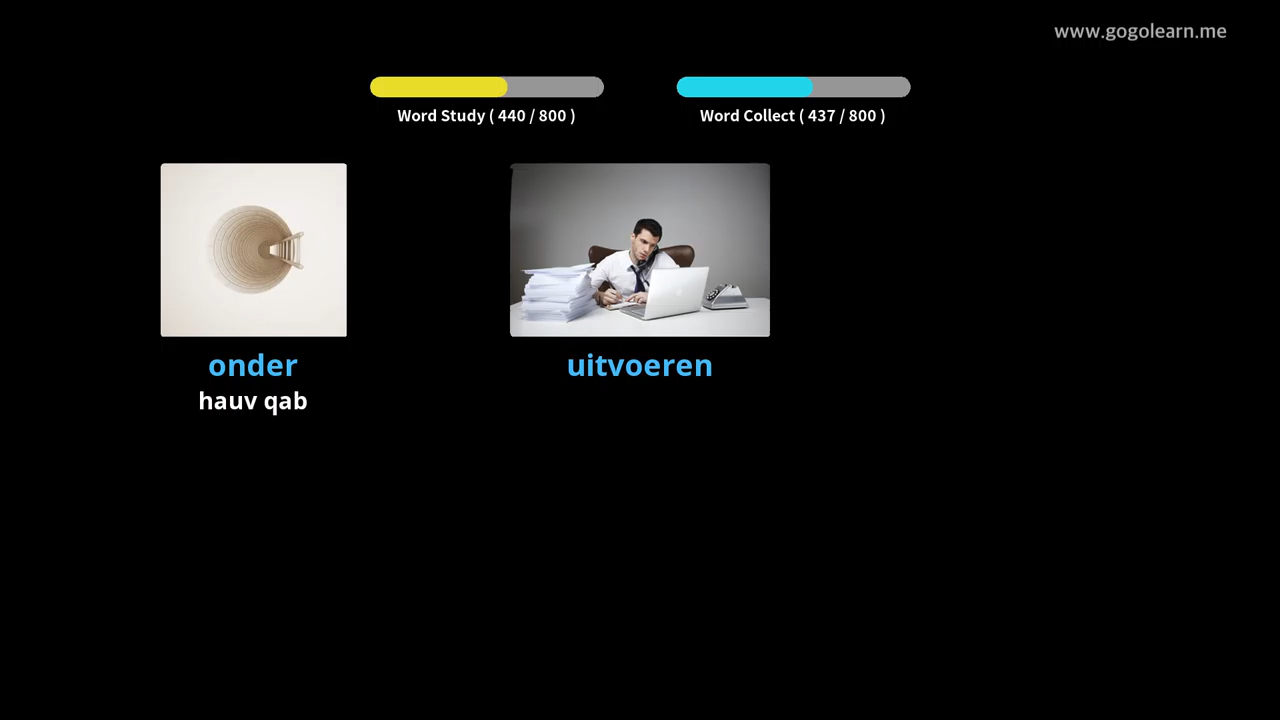 www.gogolearn.me
Word Study ( 440 / 800 )
Word Collect ( 437 / 800 )
onder
hauv qab
uitvoeren